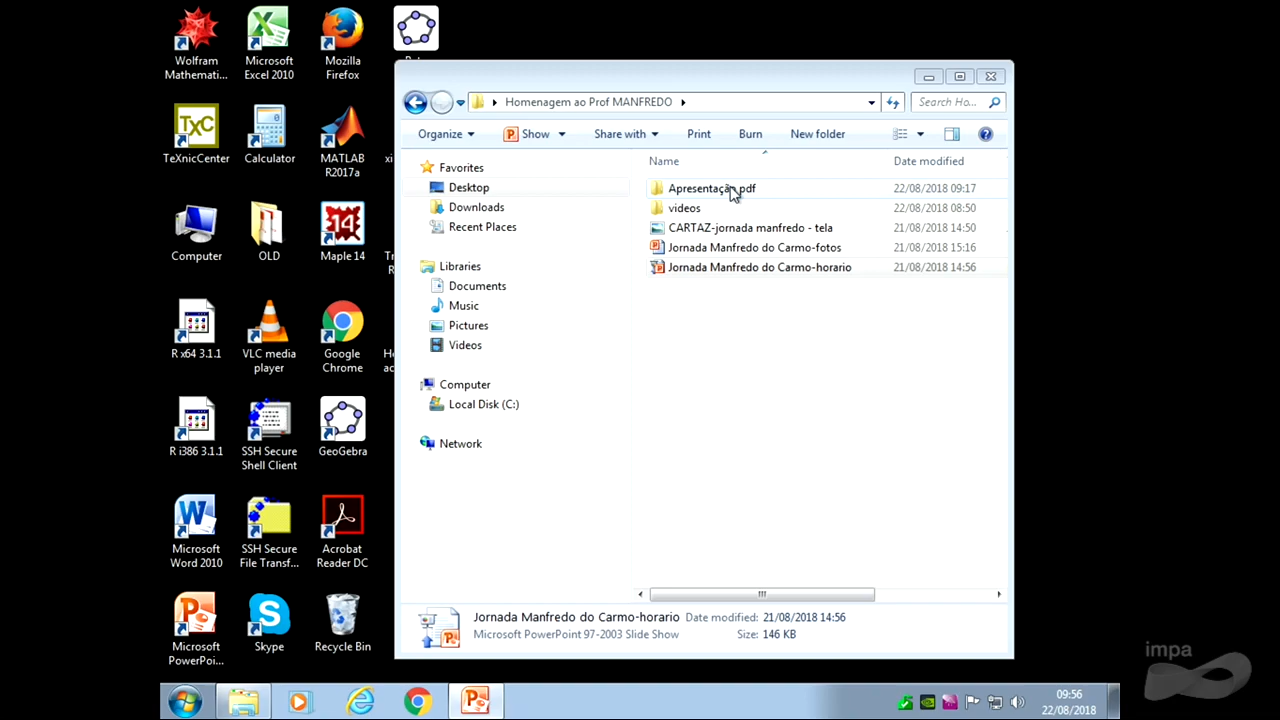 Wolfram
Mathemati...
Microsoft
Excel 2010
Mozilla
Firefox
TeXnicCenter
Calculator
MATLAB
R2017a
Computer
OLD
Maple 14
R x64 3.1.1
VLC media
player
Google
Chrome
R i386 3.1.1
SSH Secure
Shell Client
GeoGebra
Microsoft
Word 2010
SSH Secure
File Transf...
Acrobat
Reader DC
Microsoft
PowerPoi...
Skype
Recycle Bin
Homenagem ao Prof MANFREDO
Search Ho...
Organize
Show
Share with
Print
Burn
New folder
Favorites
Desktop
Downloads
Recent Places
Libraries
Documents
Music
Pictures
Videos
Computer
Local Disk (C:)
Network
Name
Date modified
Apresentação pdf
22/08/2018 09:17
videos
22/08/2018 08:50
CARTAZ-jornada manfredo - tela
21/08/2018 14:50
Jornada Manfredo do Carmo-fotos
21/08/2018 15:16
Jornada Manfredo do Carmo-horario
21/08/2018 14:56
Jornada Manfredo do Carmo-horario Date modified: 21/08/2018 14:56
Microsoft PowerPoint 97-2003 Slide Show Size: 146 KB
09:56
22/08/2018
impa